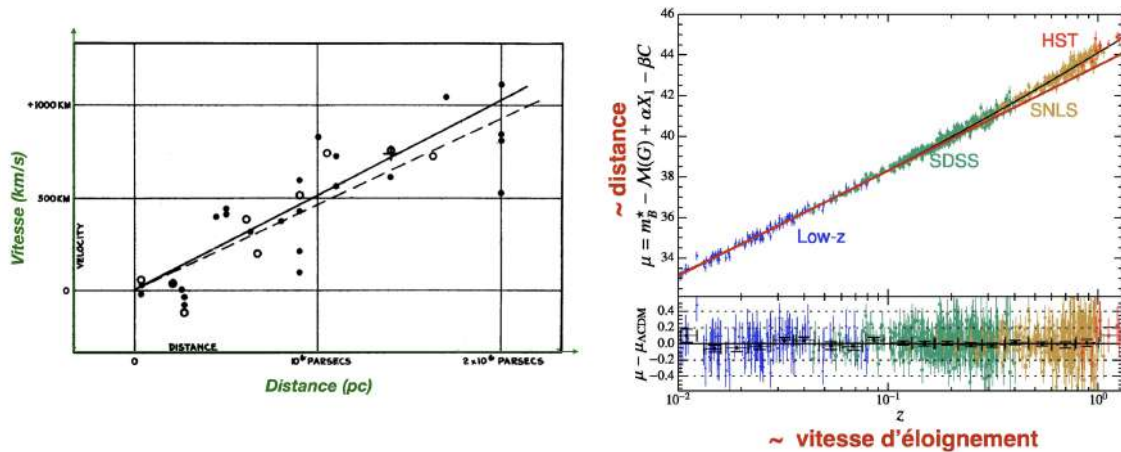 Vitesse (km/s)
VELOCITY
+1000 KM
500 KM
0
DISTANCE
0
10⁶ PARSECS
2 x 10⁶ PARSECS
Distance (pc)
~ distance
μ = m*B − M(G) + αX1 − βC
46
44
42
40
38
36
34
HST
SNLS
SDSS
Low-z
μ − μΛCDM
0.4
0.2
0.0
−0.2
−0.4
10⁻²
10⁻¹
10⁰
z
~ vitesse d'éloignement